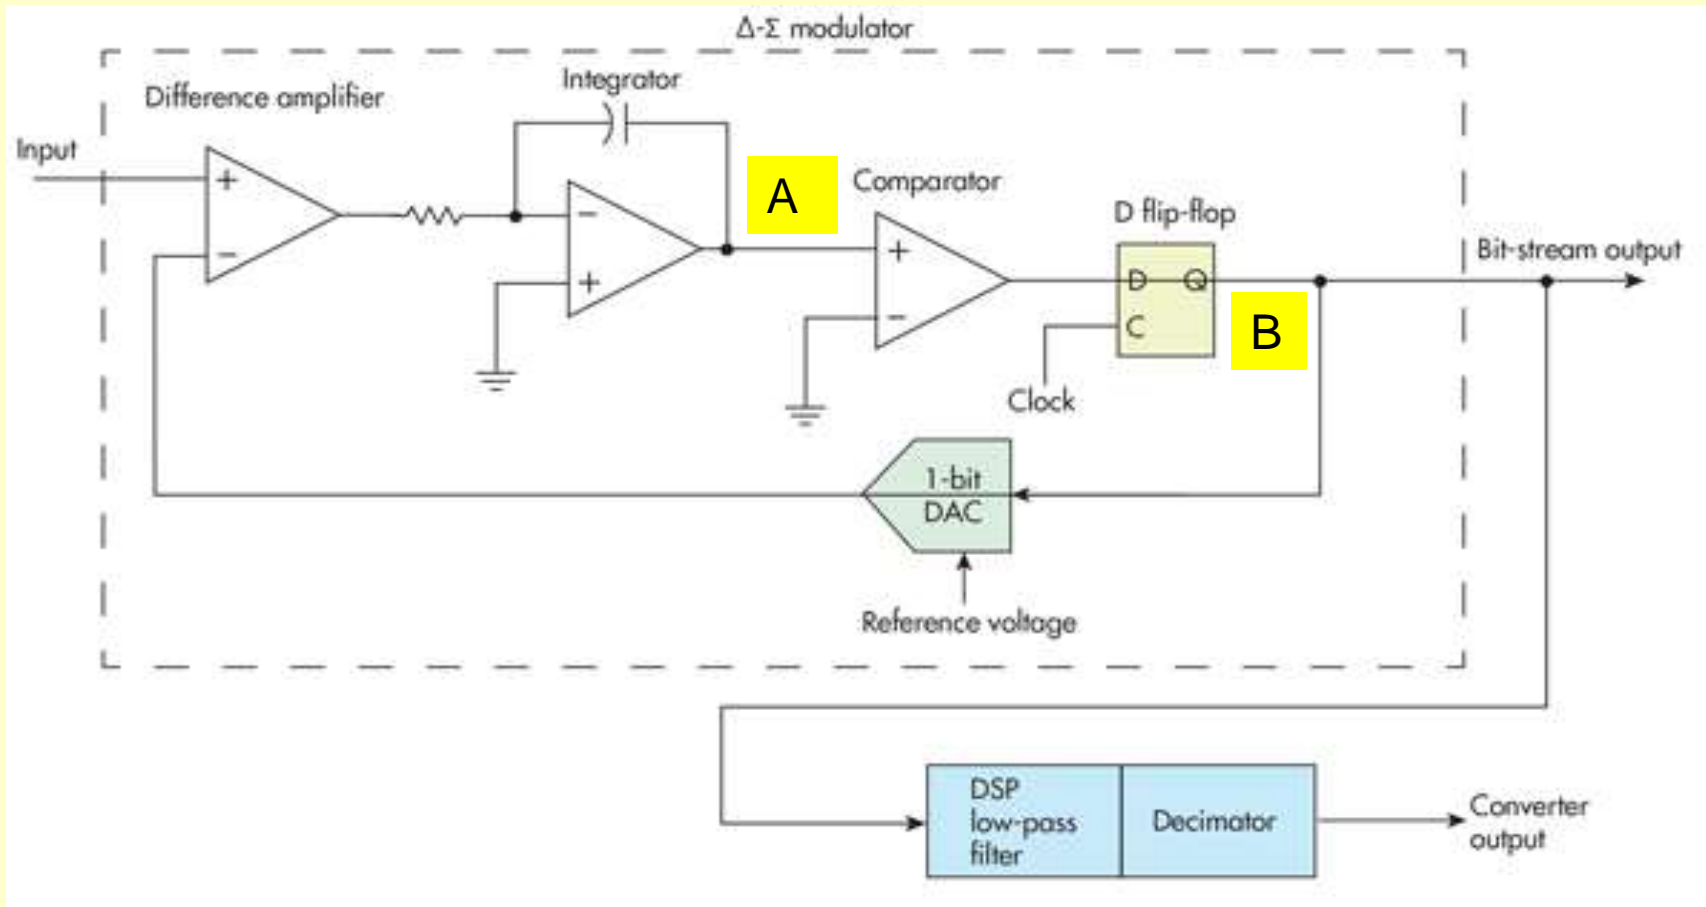 Δ-Σ modulator
Integrator
Difference amplifier
Input
+
−
−
+
A
Comparator
+
−
D flip-flop
D Q
C
B
Clock
Bit-stream output
1-bit
DAC
Reference voltage
DSP
low-pass
filter
Decimator
Converter
output